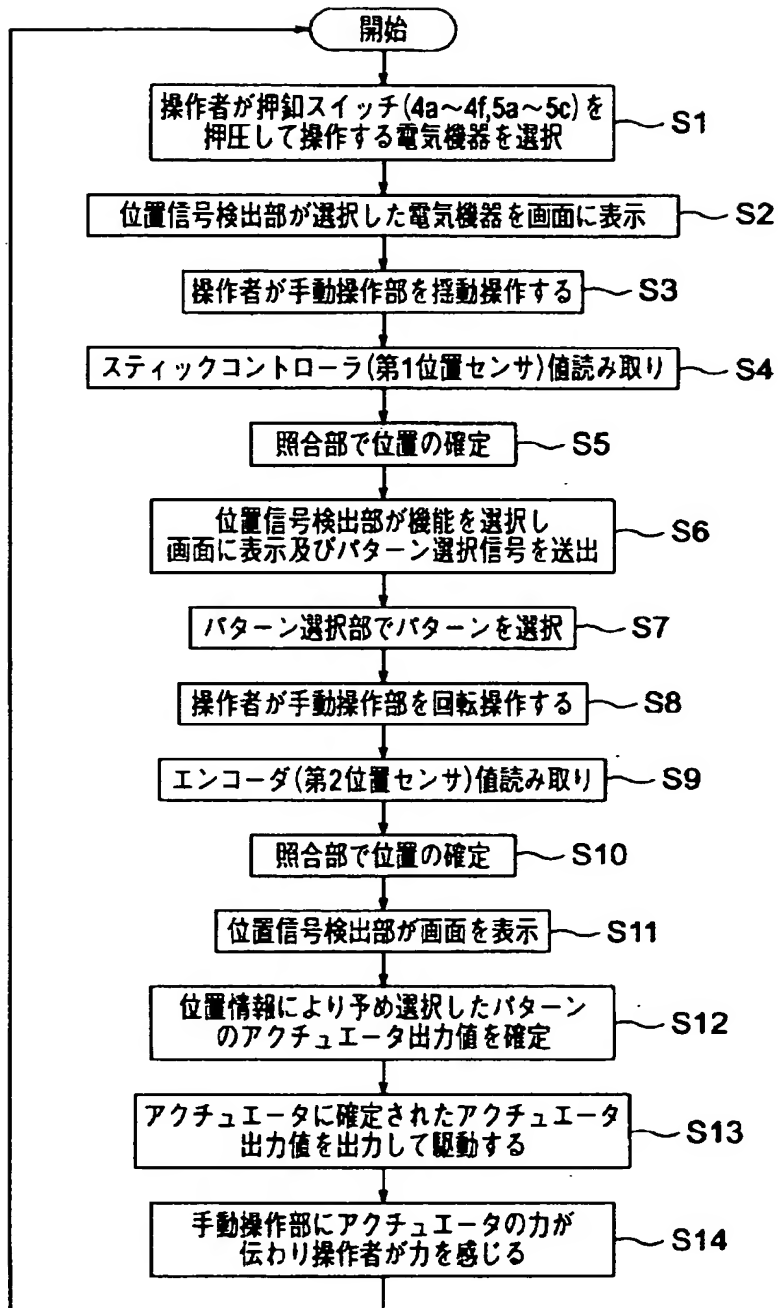 開始
操作者が押釦スイッチ(4a～4f,5a～5c)を
押圧して操作する電気機器を選択
S1
位置信号検出部が選択した電気機器を画面に表示
S2
操作者が手動操作部を揺動操作する
S3
スティックコントローラ(第1位置センサ)値読み取り
S4
照合部で位置の確定
S5
位置信号検出部が機能を選択し
画面に表示及びパターン選択信号を送出
S6
パターン選択部でパターンを選択
S7
操作者が手動操作部を回転操作する
S8
エンコーダ(第2位置センサ)値読み取り
S9
照合部で位置の確定
S10
位置信号検出部が画面を表示
S11
位置情報により予め選択したパターン
のアクチュエータ出力値を確定
S12
アクチュエータに確定されたアクチュエータ
出力値を出力して駆動する
S13
手動操作部にアクチュエータの力が
伝わり操作者が力を感じる
S14